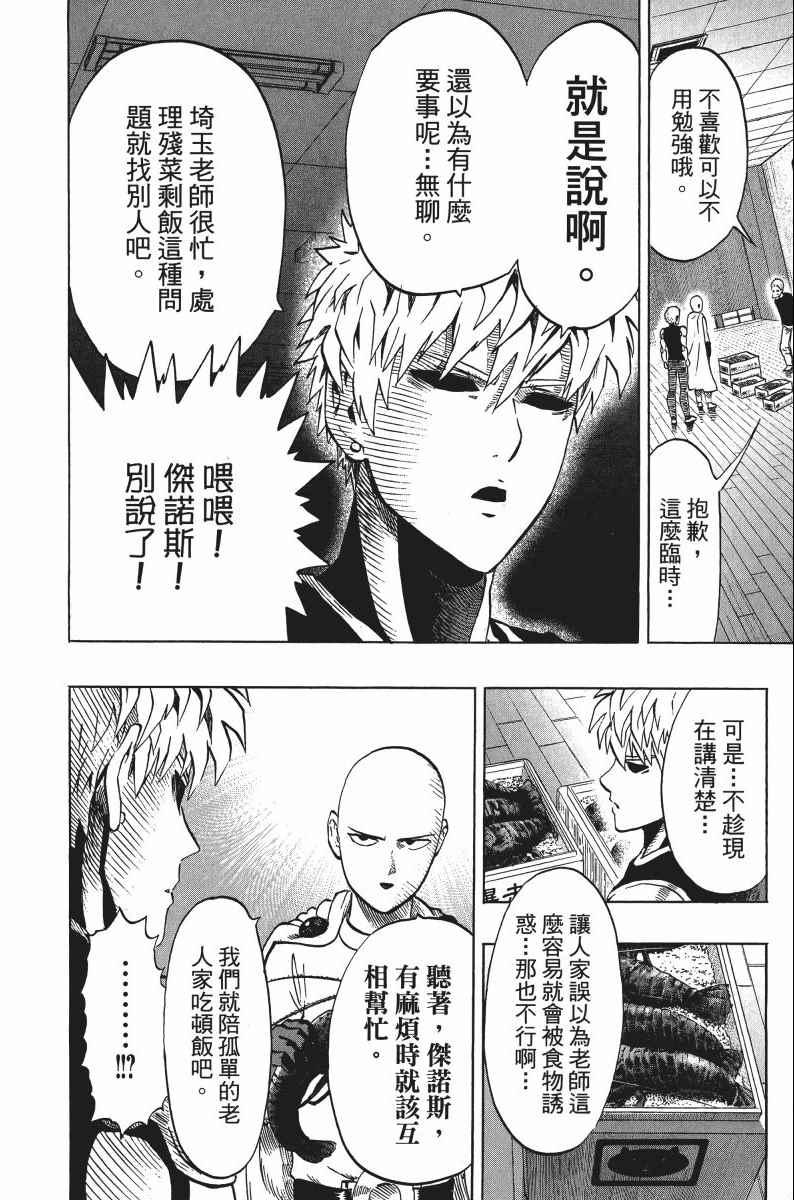 不喜歡可以不
用勉強哦。
抱歉，
這麼臨時…
就是說啊。
還以為有什麼
要事呢…無聊。
埼玉老師很忙，處
理殘菜剩飯這種問
題就找別人吧。
喂喂！
傑諾斯！
別說了！
可是…不趁現
在講清楚…
讓人家誤以為老師這
麼容易就會被食物誘
惑…那也不行啊…
聽著，傑諾斯，
有麻煩時就該互
相幫忙。
我們就陪孤單的老
人家吃頓飯吧。
………!!?